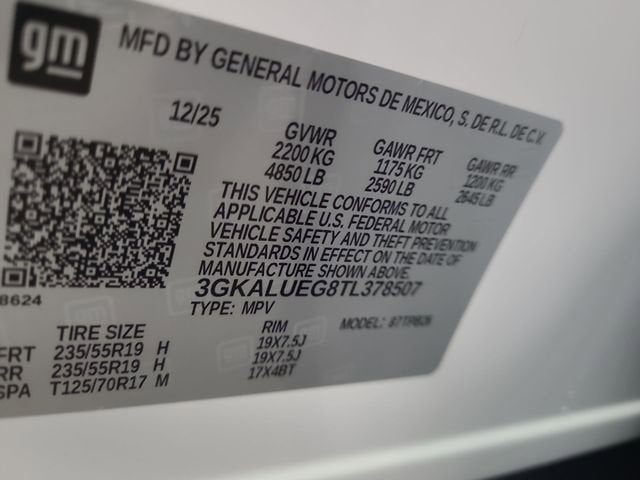 gm
MFD BY GENERAL MOTORS DE MEXICO, S. DE R.L. DE C.V.
12/25
GVWR GAWR FRT GAWR RR
2200 KG 1175 KG 1200 KG
4850 LB 2590 LB 2645 LB
THIS VEHICLE CONFORMS TO ALL
APPLICABLE U.S. FEDERAL MOTOR
VEHICLE SAFETY AND THEFT PREVENTION
STANDARDS IN EFFECT ON THE DATE OF
MANUFACTURE SHOWN ABOVE.
8624
3GKALUEG8TL378507
TYPE: MPV MODEL:
TIRE SIZE RIM
FRT 235/55R19 H 19X7.5J
RR 235/55R19 H 19X7.5J
SPA T125/70R17 M 17X4BT